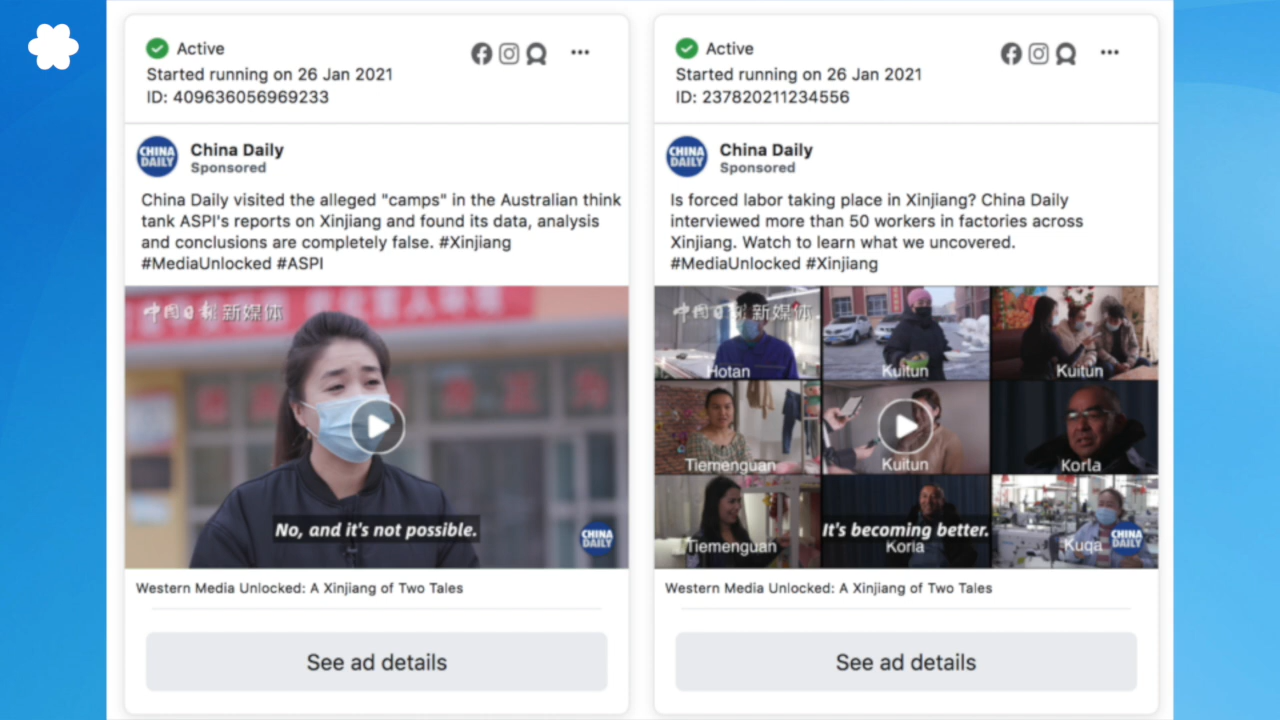 Active
Started running on 26 Jan 2021
ID: 409636056969233
CHINA
DAILY
China Daily
Sponsored
China Daily visited the alleged "camps" in the Australian think
tank ASPI's reports on Xinjiang and found its data, analysis
and conclusions are completely false. #Xinjiang
#MediaUnlocked #ASPI
中国日报 新媒体
No, and it's not possible.
CHINA
DAILY
Western Media Unlocked: A Xinjiang of Two Tales
See ad details
Active
Started running on 26 Jan 2021
ID: 237820211234556
CHINA
DAILY
China Daily
Sponsored
Is forced labor taking place in Xinjiang? China Daily
interviewed more than 50 workers in factories across
Xinjiang. Watch to learn what we uncovered.
#MediaUnlocked #Xinjiang
中国日报 新媒体
Hotan
Kuitun
Kuitun
Tiemenguan
Kuitun
Korla
Tiemenguan
It's becoming better.
Korla
Kuqa
CHINA
DAILY
Western Media Unlocked: A Xinjiang of Two Tales
See ad details